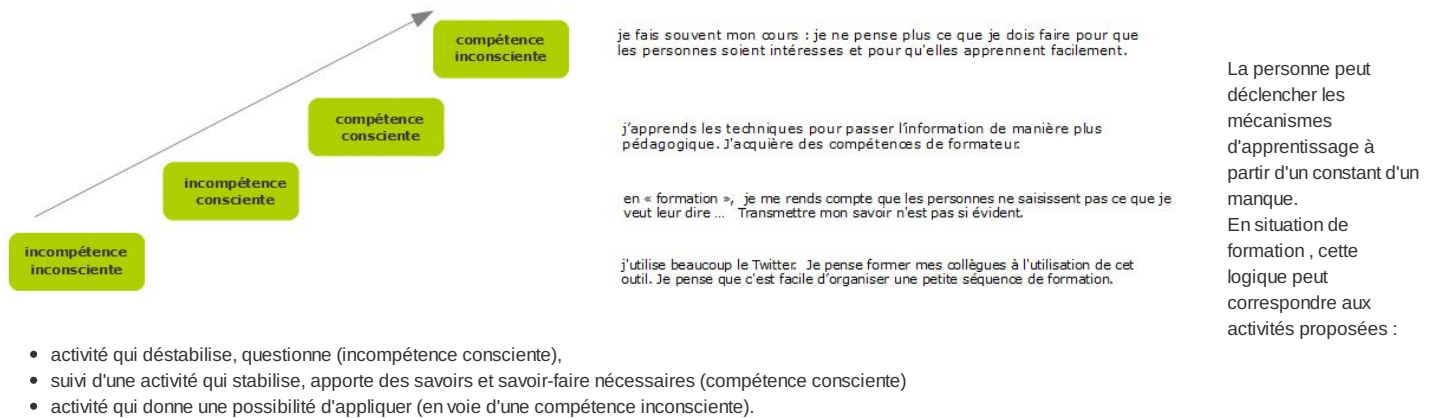 compétence
inconsciente
je fais souvent mon cours : je ne pense plus ce que je dois faire pour que
les personnes soient intéresses et pour qu'elles apprennent facilement.
compétence
consciente
j'apprends les techniques pour passer l'information de manière plus
pédagogique. J'acquière des compétences de formateur.
incompétence
consciente
en « formation », je me rends compte que les personnes ne saisissent pas ce que je
veut leur dire ... Transmettre mon savoir n'est pas si évident.
incompétence
inconsciente
j'utilise beaucoup le Twitter. Je pense former mes collègues à l'utilisation de cet
outil. Je pense que c'est facile d'organiser une petite séquence de formation.
La personne peut
déclencher les
mécanismes
d'apprentissage à
partir d'un constant d'un
manque.
En situation de
formation , cette
logique peut
correspondre aux
activités proposées :
• activité qui déstabilise, questionne (incompétence consciente),
• suivi d'une activité qui stabilise, apporte des savoirs et savoir-faire nécessaires (compétence consciente)
• activité qui donne une possibilité d'appliquer (en voie d'une compétence inconsciente).